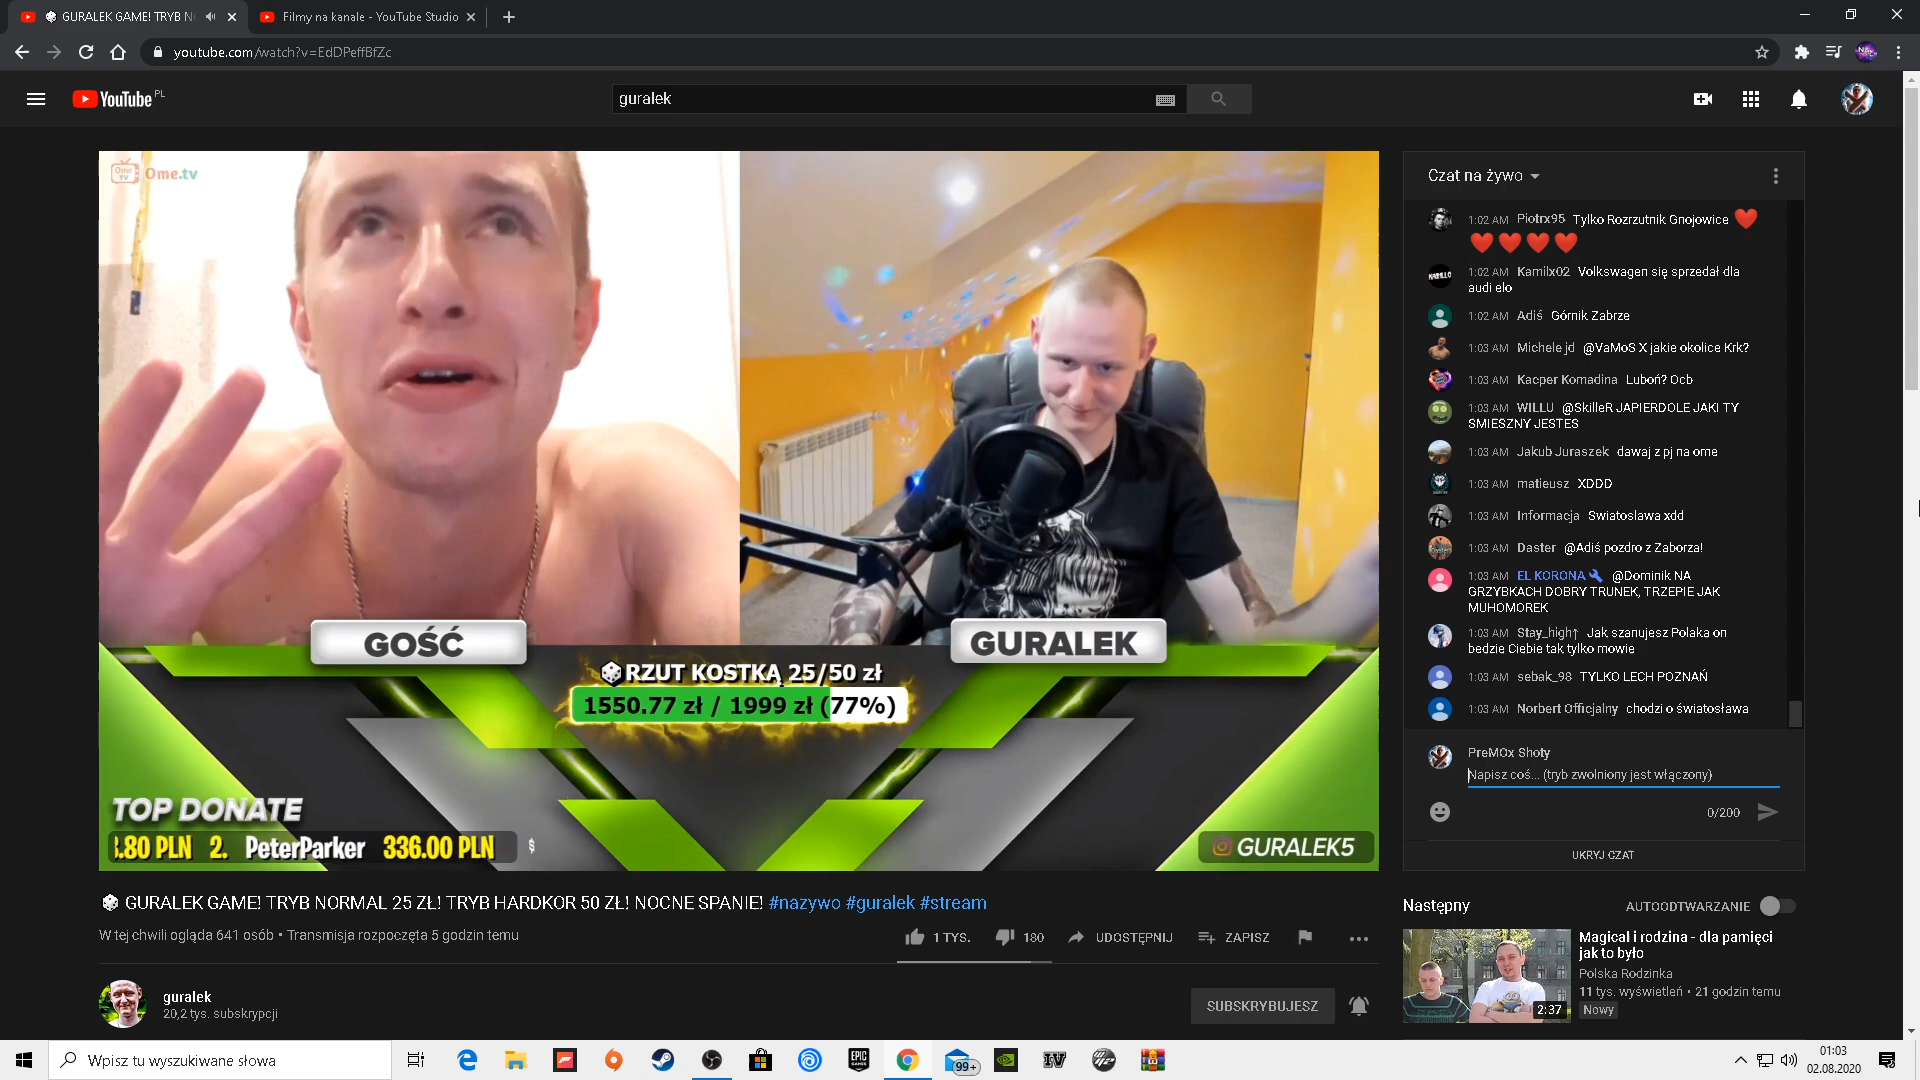 GURALEK GAME! TRYB N
Filmy na kanale - YouTube Studio
youtube.com/watch?v=EdDPeffBfZc
YouTube PL
guralek
Ome.tv
GOŚĆ
GURALEK
RZUT KOSTKĄ 25/50 zł
1550.77 zł / 1999 zł (77%)
TOP DONATE
.80 PLN 2. PeterParker 336.00 PLN $
GURALEK5
Czat na żywo
1:02 AM Piotrx95 Tylko Rozrzutnik Gnojowice ❤
❤❤❤❤
1:02 AM Kamilx02 Volkswagen się sprzedał dla
audi elo
1:02 AM Adiś Górnik Zabrze
1:03 AM Michele jd @VaMoS X jakie okolice Krk?
1:03 AM Kacper Komadina Luboń? Ocb
1:03 AM WILLU @SkilleR JAPIERDOLE JAKI TY
SMIESZNY JESTES
1:03 AM Jakub Juraszek dawaj z pj na ome
1:03 AM matieusz XDDD
1:03 AM Informacja Swiatoslawa xdd
1:03 AM Daster @Adiś pozdro z Zaborza!
1:03 AM EL KORONA @Dominik NA
GRZYBKACH DOBRY TRUNEK, TRZEPIE JAK
MUHOMOREK
1:03 AM Stay_high↑ Jak szanujesz Polaka on
bedzie Ciebie tak tylko mowie
1:03 AM sebak_98 TYLKO LECH POZNAŃ
1:03 AM Norbert Officjalny chodzi o światosława
PreMOx Shoty
Napisz coś... (tryb zwolniony jest włączony)
0/200
UKRYJ CZAT
GURALEK GAME! TRYB NORMAL 25 ZŁ! TRYB HARDKOR 50 ZŁ! NOCNE SPANIE! #nazywo #guralek #stream
W tej chwili ogląda 641 osób • Transmisja rozpoczęta 5 godzin temu
1 TYS. 180 UDOSTĘPNIJ ZAPISZ
guralek
20,2 tys. subskrypcji
SUBSKRYBUJESZ
Następny
AUTOODTWARZANIE
Magical i rodzina - dla pamięci
jak to było
Polska Rodzinka
11 tys. wyświetleń • 21 godzin temu
Nowy
2:37
Wpisz tu wyszukiwane słowa
EPIC GAMES
99+
IV
01:03
02.08.2020